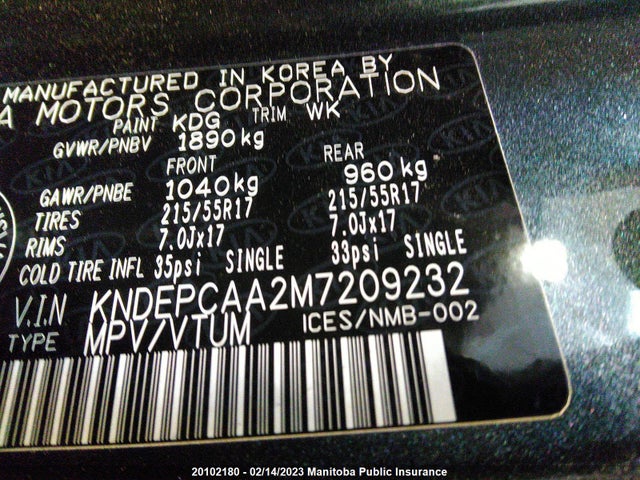 MANUFACTURED IN KOREA BY
A MOTORS CORPORATION
PAINT KDG TRIM WK
GVWR/PNBV 1890kg
FRONT REAR
GAWR/PNBE 1040kg 960kg
TIRES 215/55R17 215/55R17
RIMS 7.0Jx17 7.0Jx17
COLD TIRE INFL 35psi SINGLE 33psi SINGLE
V.I.N KNDEPCAA2M7209232
TYPE MPV/VTUM ICES/NMB-002
20102180 - 02/14/2023 Manitoba Public Insurance